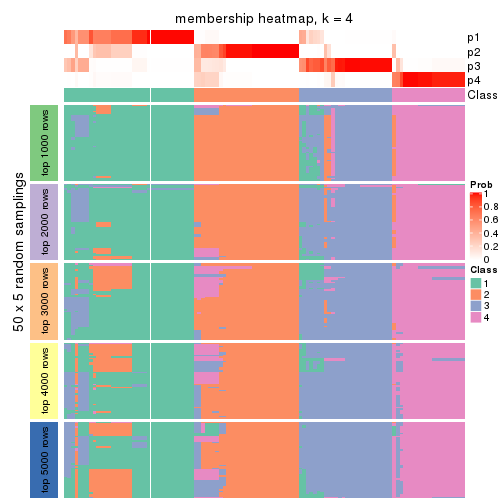 membership heatmap, k = 4
p1
p2
p3
p4
Class
50 x 5 random samplings
top 1000 rows
top 2000 rows
top 3000 rows
top 4000 rows
top 5000 rows
Prob
1
0.8
0.6
0.4
0.2
0
Class
1
2
3
4